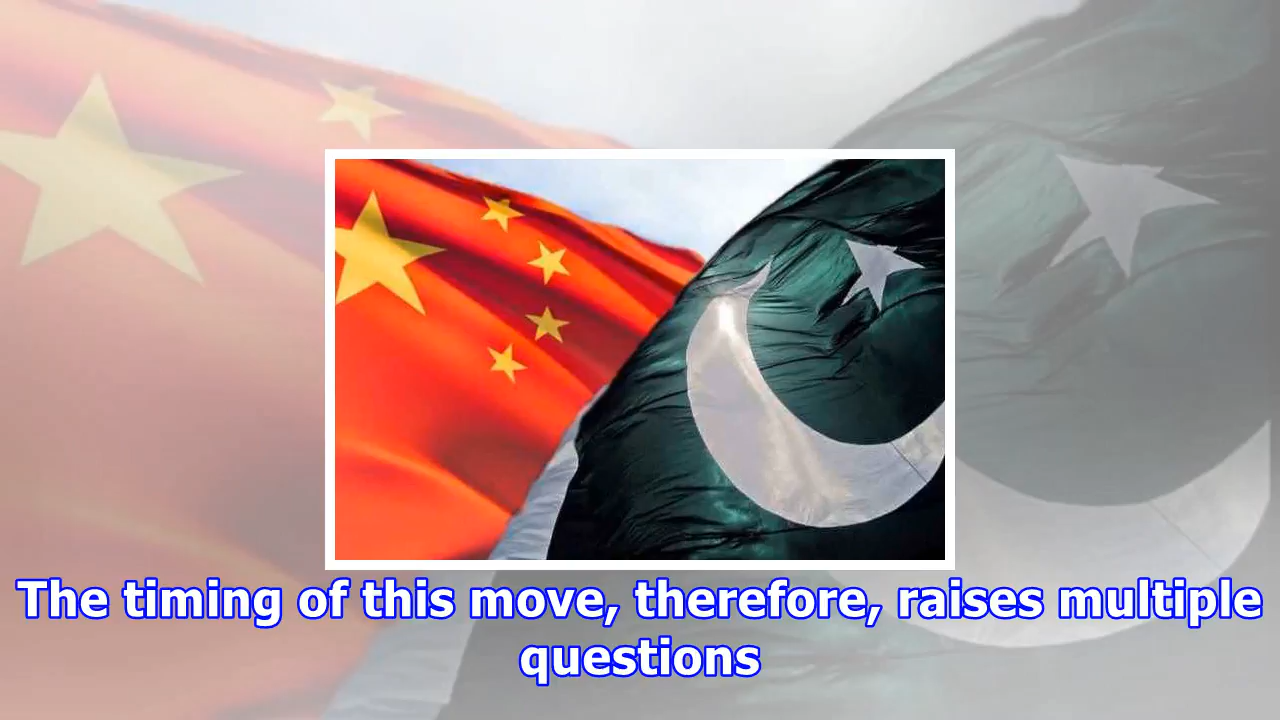 The timing of this move, therefore, raises multiple
questions